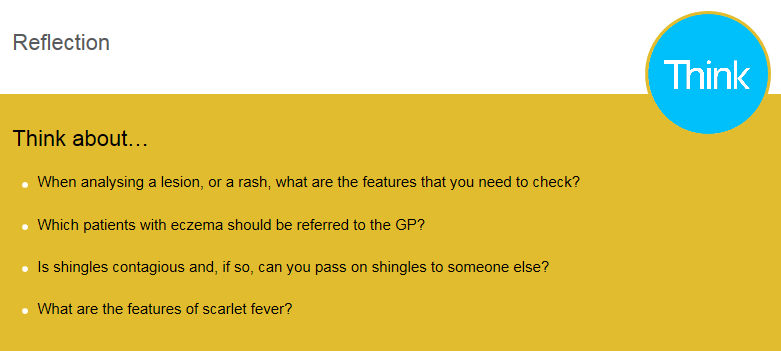 Reflection
Think
Think about…
When analysing a lesion, or a rash, what are the features that you need to check?
Which patients with eczema should be referred to the GP?
Is shingles contagious and, if so, can you pass on shingles to someone else?
What are the features of scarlet fever?